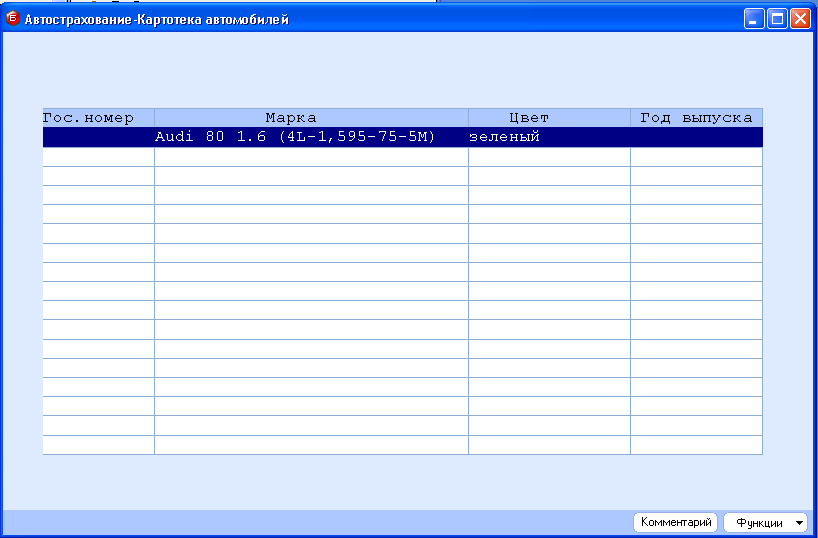 Автострахование-Картотека автомобилей
Гос.номер Марка Цвет Год выпуска
Audi 80 1.6 (4L-1,595-75-5M) зеленый
Комментарий Функции